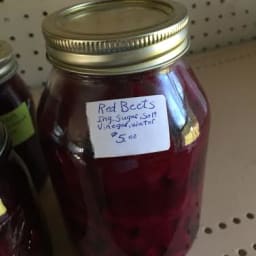 Red Beets
Ing. Sugar, Salt
Vinegar, Water
$5.00